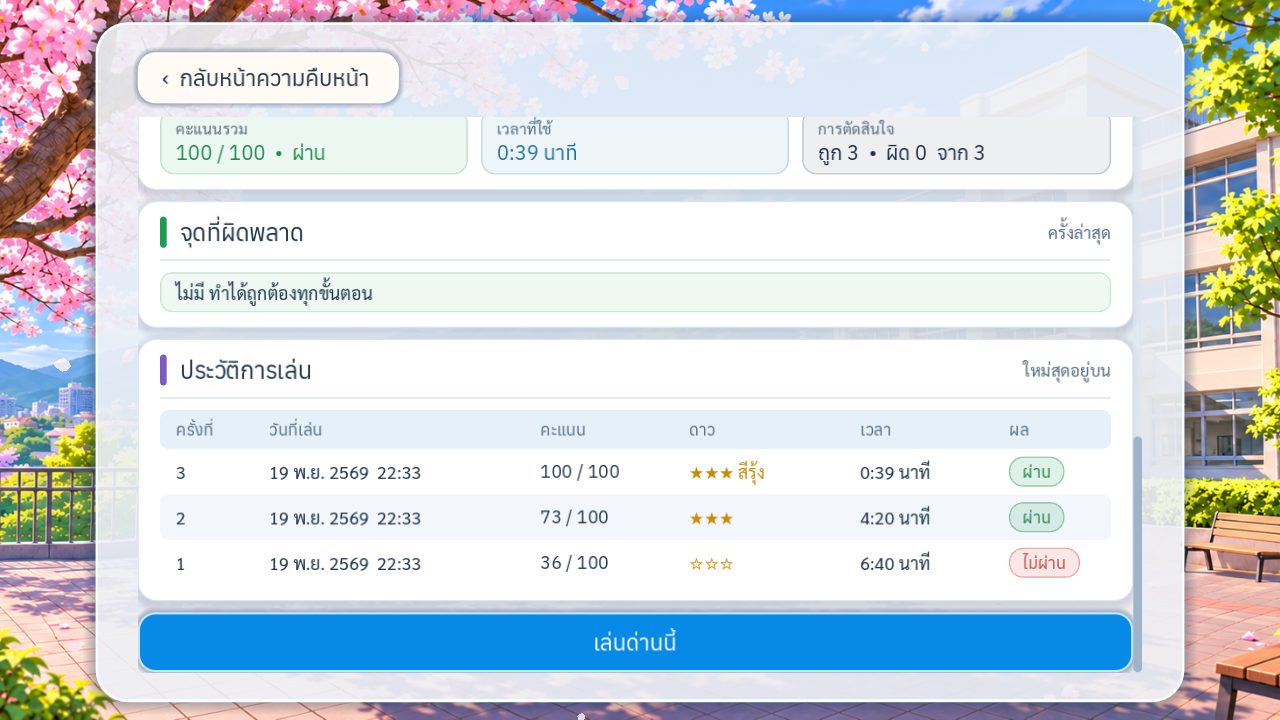 ‹ กลับหน้าความคืบหน้า
คะแนนรวม
100 / 100 • ผ่าน
เวลาที่ใช้
0:39 นาที
การตัดสินใจ
ถูก 3 • ผิด 0 จาก 3
จุดที่ผิดพลาด
ครั้งล่าสุด
ไม่มี ทำได้ถูกต้องทุกขั้นตอน
ประวัติการเล่น
ใหม่สุดอยู่บน
ครั้งที่ วันที่เล่น คะแนน ดาว เวลา ผล
3 19 พ.ย. 2569 22:33 100 / 100 ★★★ สีรุ้ง 0:39 นาที ผ่าน
2 19 พ.ย. 2569 22:33 73 / 100 ★★★ 4:20 นาที ผ่าน
1 19 พ.ย. 2569 22:33 36 / 100 ☆☆☆ 6:40 นาที ไม่ผ่าน
เล่นด่านนี้